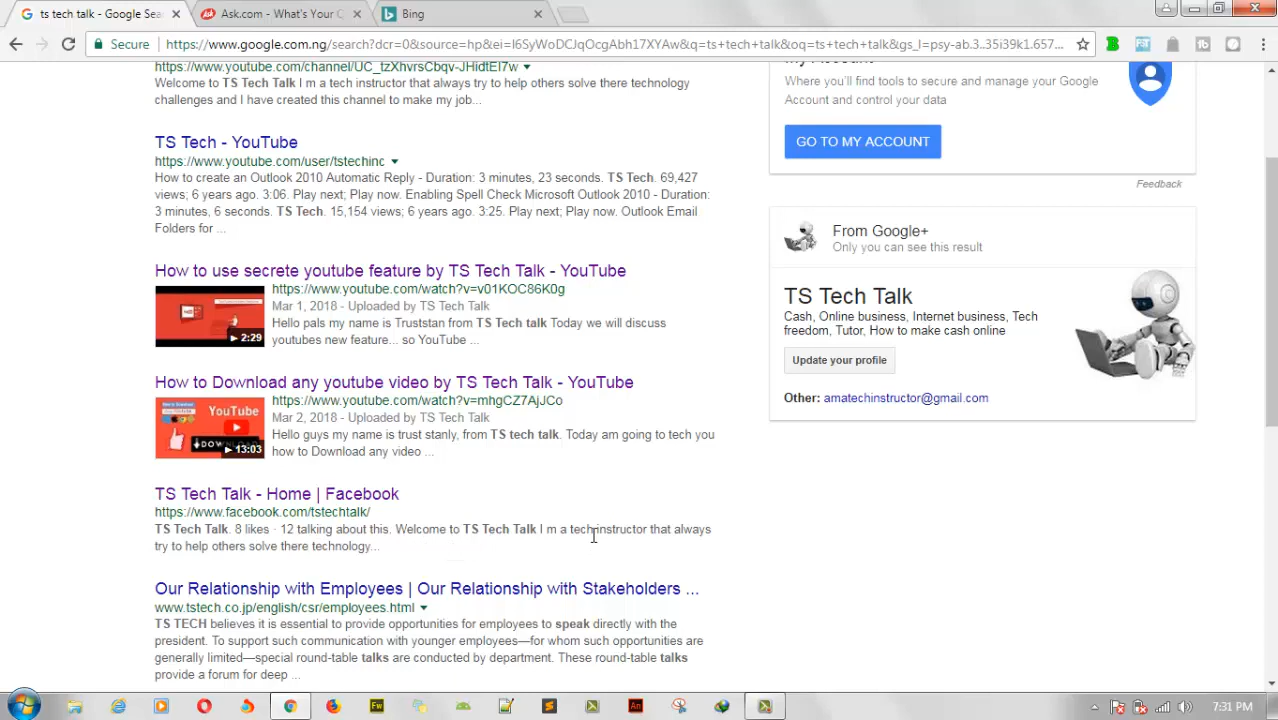 ts tech talk - Google Sea
Ask.com - What's Your Q
Bing
Secure
https://www.google.com.ng/search?dcr=0&source=hp&ei=I6SyWoDCJqOcgAbh17XYAw&q=ts+tech+talk&oq=ts+tech+talk&gs_l=psy-ab.3..35i39k1.657...
https://www.youtube.com/channel/UC_tzXhvrsCbqv-JHidtEI7w
Welcome to TS Tech Talk I m a tech instructor that always try to help others solve there technology
challenges and I have created this channel to make my job...
TS Tech - YouTube
https://www.youtube.com/user/tstechinc
How to create an Outlook 2010 Automatic Reply - Duration: 3 minutes, 23 seconds. TS Tech. 69,427
views; 6 years ago. 3:06. Play next; Play now. Enabling Spell Check Microsoft Outlook 2010 - Duration:
3 minutes, 6 seconds. TS Tech. 15,154 views; 6 years ago. 3:25. Play next; Play now. Outlook Email
Folders for ...
How to use secrete youtube feature by TS Tech Talk - YouTube
https://www.youtube.com/watch?v=v01KOC86K0g
Mar 1, 2018 - Uploaded by TS Tech Talk
Hello pals my name is Truststan from TS Tech talk Today we will discuss
youtubes new feature... so YouTube ...
2:29
How to Download any youtube video by TS Tech Talk - YouTube
https://www.youtube.com/watch?v=mhgCZ7AjJCo
Mar 2, 2018 - Uploaded by TS Tech Talk
Hello guys my name is trust stanly, from TS tech talk. Today am going to tech you
how to Download any video ...
YouTube
DOWNLOAD
13:03
TS Tech Talk - Home | Facebook
https://www.facebook.com/tstechtalk/
TS Tech Talk. 8 likes · 12 talking about this. Welcome to TS Tech Talk I m a tech instructor that always
try to help others solve there technology...
Our Relationship with Employees | Our Relationship with Stakeholders ...
www.tstech.co.jp/english/csr/employees.html
TS TECH believes it is essential to provide opportunities for employees to speak directly with the
president. To support such communication with younger employees—for whom such opportunities are
generally limited—special round-table talks are conducted by department. These round-table talks
provide a forum for deep ...
Where you'll find tools to secure and manage your Google
Account and control your data
GO TO MY ACCOUNT
Feedback
From Google+
Only you can see this result
TS Tech Talk
Cash, Online business, Internet business, Tech
freedom, Tutor, How to make cash online
Update your profile
Other: amatechinstructor@gmail.com
Fw
An
7:31 PM